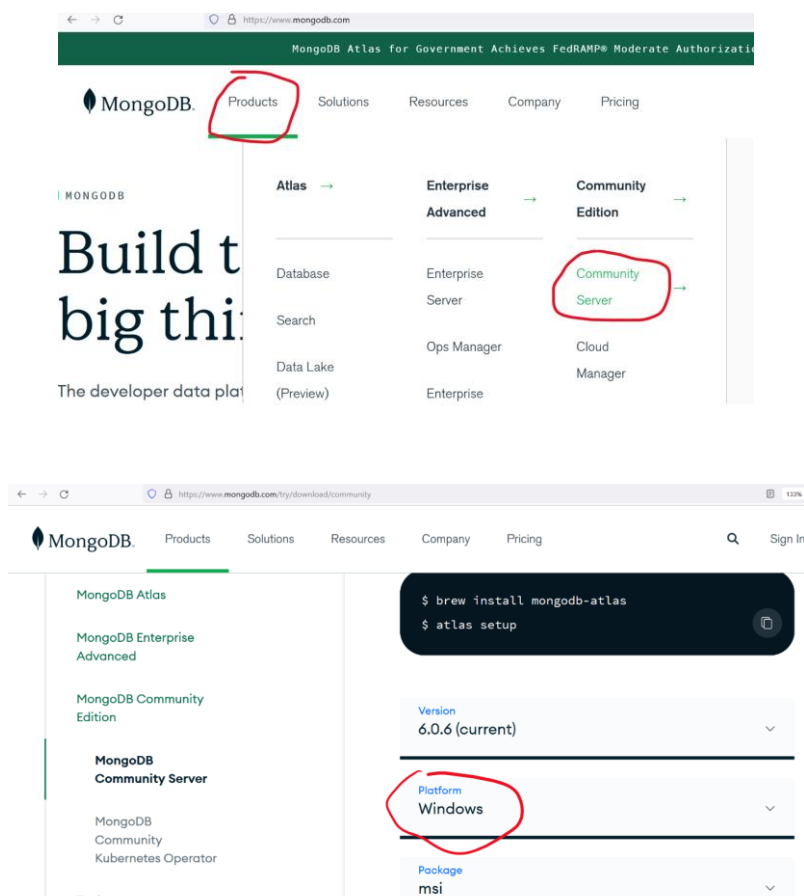 https://www.mongodb.com
MongoDB Atlas for Government Achieves FedRAMP® Moderate
MongoDB.
Products
Solutions
Resources
Company
Pricing
MONGODB
Build t
big thi
The developer data plat
Atlas →
Database
Search
Data Lake
(Preview)
Enterprise
Advanced →
Enterprise
Server
Ops Manager
Enterprise
Community
Edition →
Community
Server →
Cloud
Manager
https://www.mongodb.com/try/download/community
133%
MongoDB.
Products
Solutions
Resources
Company
Pricing
Sign In
MongoDB Atlas
MongoDB Enterprise
Advanced
MongoDB Community
Edition
MongoDB
Community Server
MongoDB
Community
Kubernetes Operator
$ brew install mongodb-atlas
$ atlas setup
Version
6.0.6 (current)
Platform
Windows
Package
msi